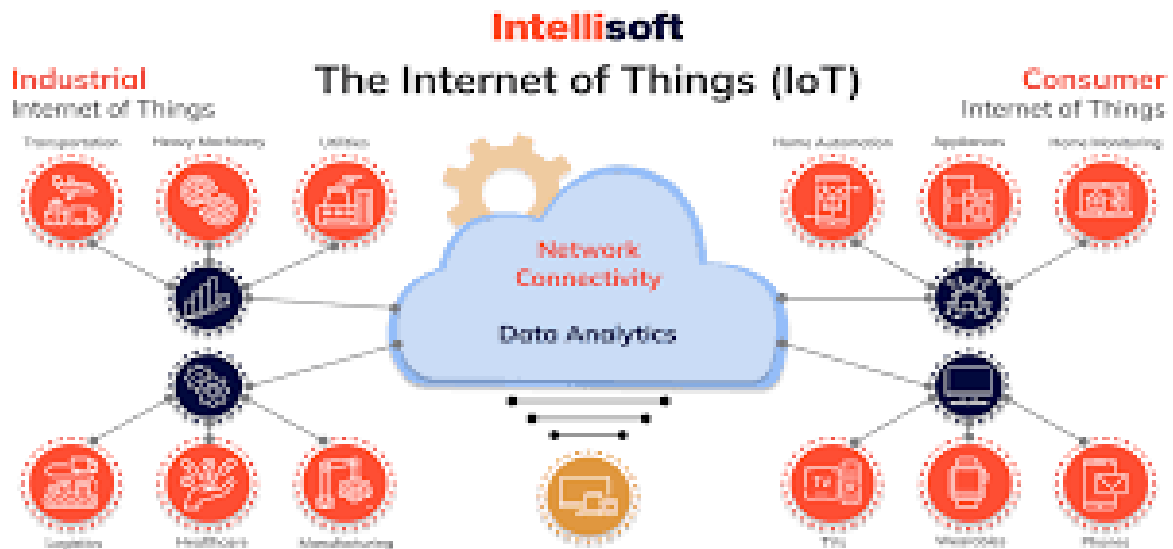 Intellisoft
The Internet of Things (IoT)
Industrial
Internet of Things
Consumer
Internet of Things
Transportation
Heavy Machinery
Utilities
Home Automation
Appliances
Home Monitoring
Network
Connectivity
Data Analytics
TV
Logistics
Healthcare
Manufacturing
TVs
Wearables
Phones